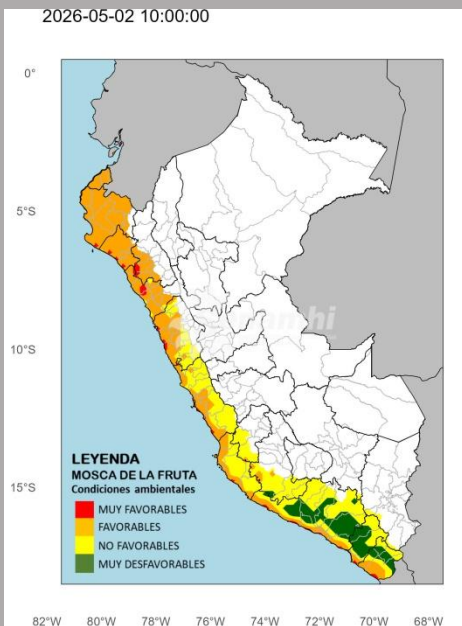 2026-05-02 10:00:00
0°
5°S
10°S
15°S
LEYENDA
MOSCA DE LA FRUTA
Condiciones ambientales
MUY FAVORABLES
FAVORABLES
NO FAVORABLES
MUY DESFAVORABLES
82°W 80°W 78°W 76°W 74°W 72°W 70°W 68°W